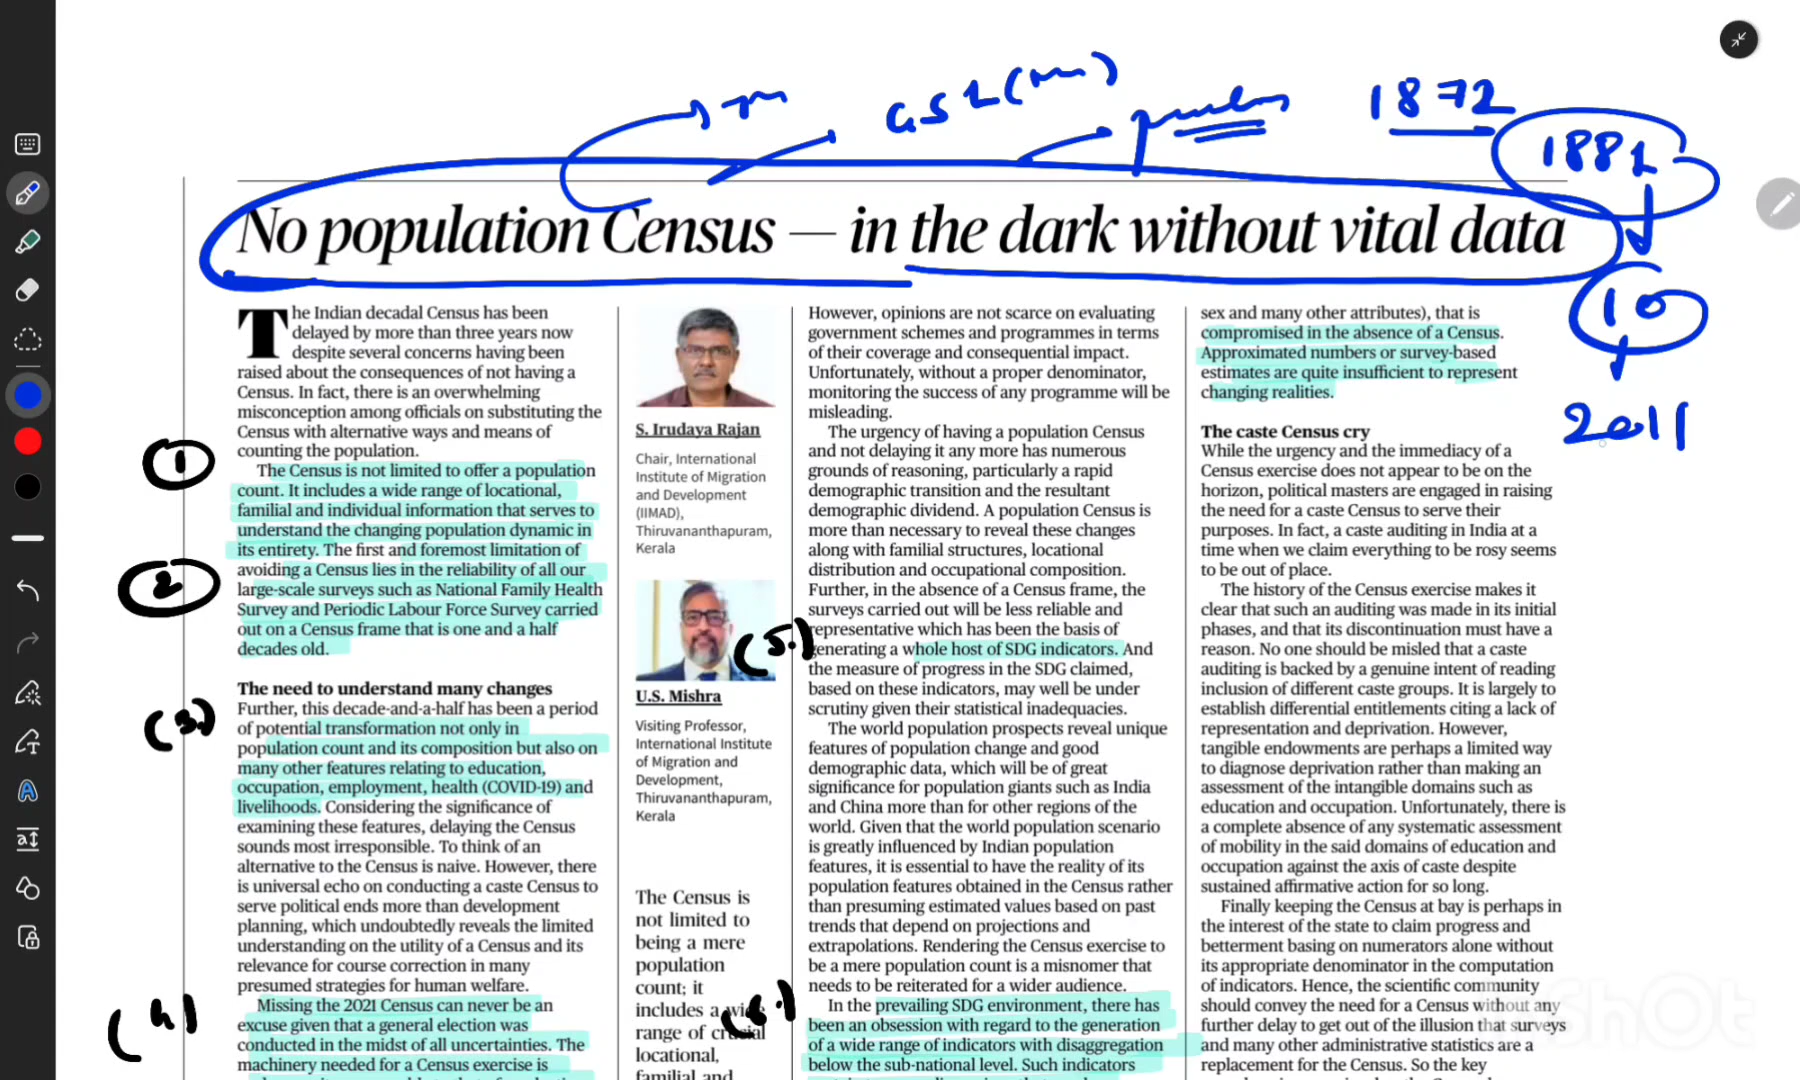 GS 1
1872
1881
10
2011
No population Census — in the dark without vital data
The Indian decadal Census has been
delayed by more than three years now
despite several concerns having been
raised about the consequences of not having a
Census. In fact, there is an overwhelming
misconception among officials on substituting the
Census with alternative ways and means of
counting the population.
1
The Census is not limited to offer a population
count. It includes a wide range of locational,
familial and individual information that serves to
understand the changing population dynamic in
its entirety. The first and foremost limitation of
avoiding a Census lies in the reliability of all our
2
large-scale surveys such as National Family Health
Survey and Periodic Labour Force Survey carried
out on a Census frame that is one and a half
decades old.
The need to understand many changes
(3.)
Further, this decade-and-a-half has been a period
of potential transformation not only in
population count and its composition but also on
many other features relating to education,
occupation, employment, health (COVID-19) and
livelihoods. Considering the significance of
examining these features, delaying the Census
sounds most irresponsible. To think of an
alternative to the Census is naive. However, there
is universal echo on conducting a caste Census to
serve political ends more than development
planning, which undoubtedly reveals the limited
understanding on the utility of a Census and its
relevance for course correction in many
presumed strategies for human welfare.
(4)
Missing the 2021 Census can never be an
excuse given that a general election was
conducted in the midst of all uncertainties. The
machinery needed for a Census exercise is
S. Irudaya Rajan
Chair, International
Institute of Migration
and Development
(IIMAD),
Thiruvananthapuram,
Kerala
U.S. Mishra
Visiting Professor,
International Institute
of Migration and
Development,
Thiruvananthapuram,
Kerala
The Census is
not limited to
being a mere
population
count; it
includes a wide
range of crucial
locational,
familial and
However, opinions are not scarce on evaluating
government schemes and programmes in terms
of their coverage and consequential impact.
Unfortunately, without a proper denominator,
monitoring the success of any programme will be
misleading.
The urgency of having a population Census
and not delaying it any more has numerous
grounds of reasoning, particularly a rapid
demographic transition and the resultant
demographic dividend. A population Census is
more than necessary to reveal these changes
along with familial structures, locational
distribution and occupational composition.
Further, in the absence of a Census frame, the
surveys carried out will be less reliable and
(5.)
representative which has been the basis of
generating a whole host of SDG indicators. And
the measure of progress in the SDG claimed,
based on these indicators, may well be under
scrutiny given their statistical inadequacies.
The world population prospects reveal unique
features of population change and good
demographic data, which will be of great
significance for population giants such as India
and China more than for other regions of the
world. Given that the world population scenario
is greatly influenced by Indian population
features, it is essential to have the reality of its
population features obtained in the Census rather
than presuming estimated values based on past
trends that depend on projections and
extrapolations. Rendering the Census exercise to
be a mere population count is a misnomer that
needs to be reiterated for a wider audience.
(6.)
In the prevailing SDG environment, there has
been an obsession with regard to the generation
of a wide range of indicators with disaggregation
below the sub-national level. Such indicators
sex and many other attributes), that is
compromised in the absence of a Census.
Approximated numbers or survey-based
estimates are quite insufficient to represent
changing realities.
The caste Census cry
While the urgency and the immediacy of a
Census exercise does not appear to be on the
horizon, political masters are engaged in raising
the need for a caste Census to serve their
purposes. In fact, a caste auditing in India at a
time when we claim everything to be rosy seems
to be out of place.
The history of the Census exercise makes it
clear that such an auditing was made in its initial
phases, and that its discontinuation must have a
reason. No one should be misled that a caste
auditing is backed by a genuine intent of reading
inclusion of different caste groups. It is largely to
establish differential entitlements citing a lack of
representation and deprivation. However,
tangible endowments are perhaps a limited way
to diagnose deprivation rather than making an
assessment of the intangible domains such as
education and occupation. Unfortunately, there is
a complete absence of any systematic assessment
of mobility in the said domains of education and
occupation against the axis of caste despite
sustained affirmative action for so long.
Finally keeping the Census at bay is perhaps in
the interest of the state to claim progress and
betterment basing on numerators alone without
its appropriate denominator in the computation
of indicators. Hence, the scientific community
should convey the need for a Census without any
further delay to get out of the illusion that surveys
and many other administrative statistics are a
replacement for the Census. So the key
ShOt